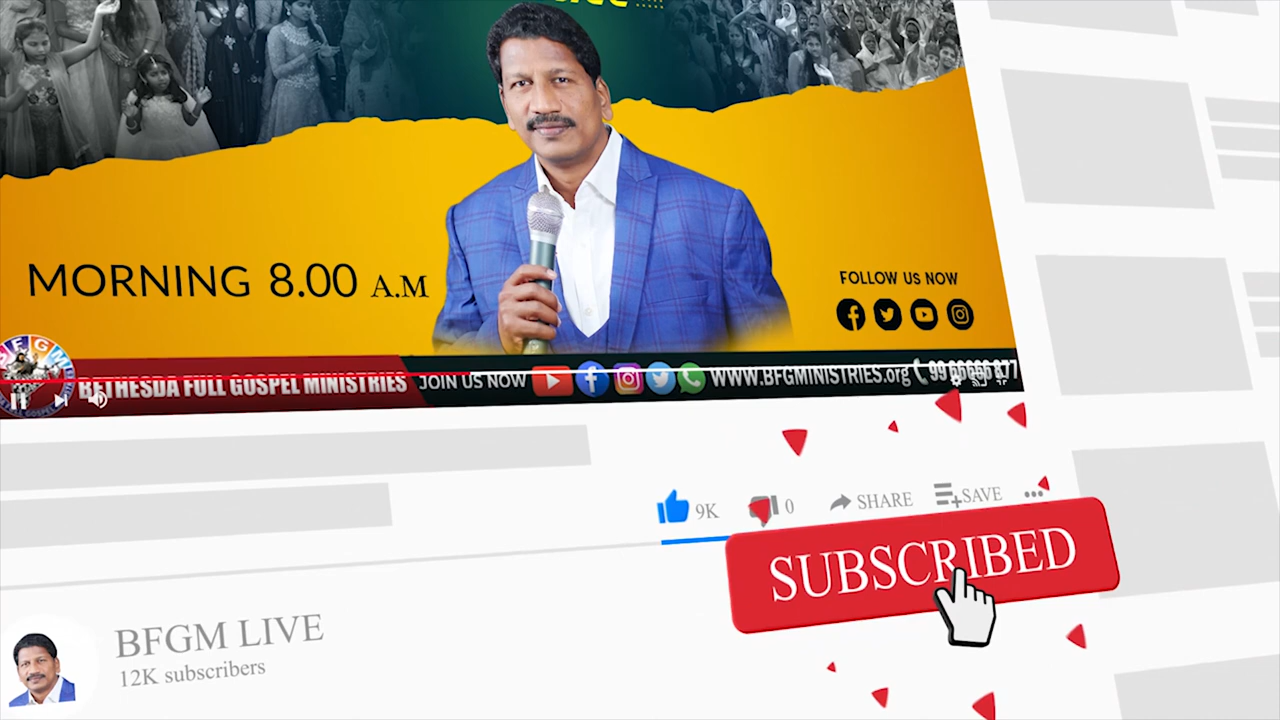 MORNING 8.00 A.M
FOLLOW US NOW
BFGM
BETHESDA FULL GOSPEL MINISTRIES
JOIN US NOW
WWW.BFGMINISTRIES.org
9K
0
SHARE
SAVE
SUBSCRIBED
BFGM LIVE
12K subscribers